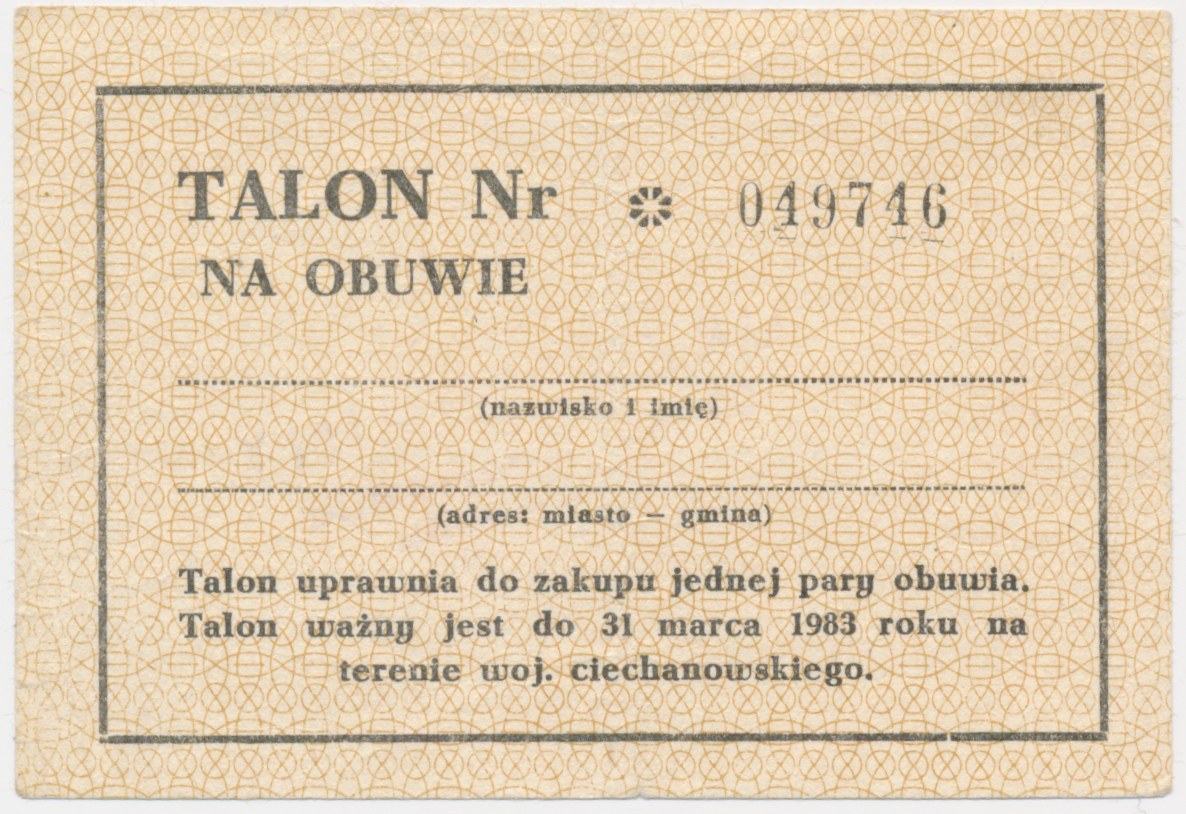 TALON Nr * 049746
NA OBUWIE
(nazwisko i imię)
(adres: miasto — gmina)
Talon uprawnia do zakupu jednej pary obuwia.
Talon ważny jest do 31 marca 1983 roku na
terenie woj. ciechanowskiego.